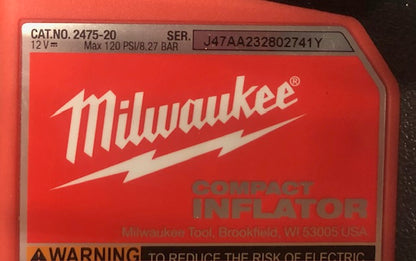 CAT.NO. 2475-20 SER. J47AA232802741Y
12 V⎓ Max 120 PSI/8.27 BAR
Milwaukee®
COMPACT
INFLATOR
Milwaukee Tool, Brookfield, WI 53005 USA
WARNING TO REDUCE THE RISK OF ELECTRIC